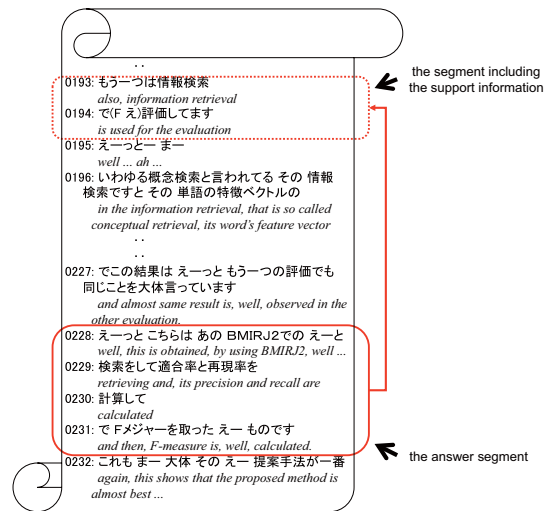 . .
0193: もう一つは情報検索
also, information retrieval
0194: で(F え)評価してます
is used for the evaluation
0195: えーっとー まー
well ... ah ...
0196: いわゆる概念検索と言われてる その 情報
検索ですと その 単語の特徴ベクトルの
in the information retrieval, that is so called
conceptual retrieval, its word's feature vector
. .
. .
0227: でこの結果は えーっと もう一つの評価でも
同じことを大体言っています
and almost same result is, well, observed in the
other evaluation.
0228: えーっと こちらは あの BMIRJ2での えーと
well, this is obtained, by using BMIRJ2, well ...
0229: 検索をして適合率と再現率を
retrieving and, its precision and recall are
0230: 計算して
calculated
0231: で Fメジャーを取った えー ものです
and then, F-measure is, well, calculated.
0232: これも まー 大体 その えー 提案手法が一番
again, this shows that the proposed method is
almost best ...
the segment including
the support information
the answer segment